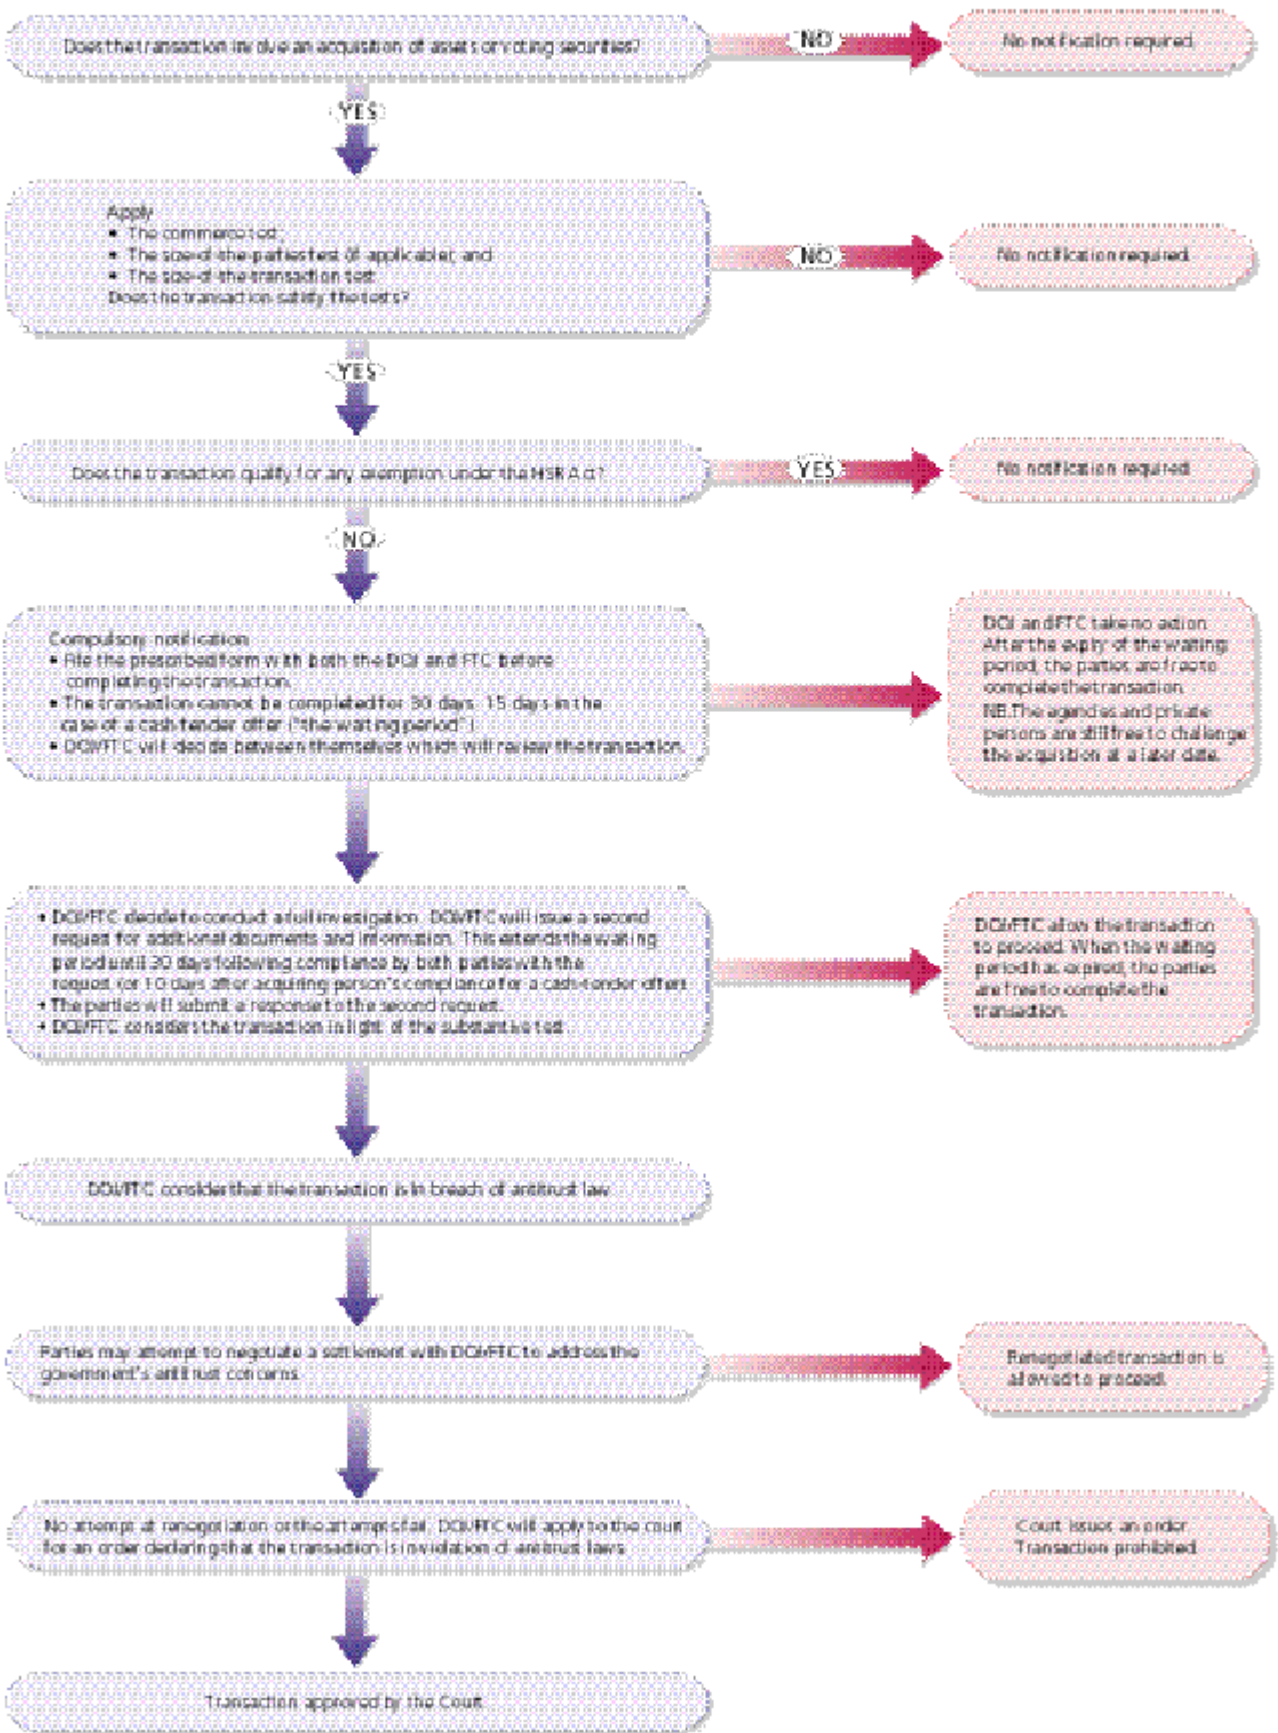 Does the transaction involve an acquisition of assets or voting securities?
NO
No notification required.
YES
Apply
• The commerce test;
• The size-of-the-parties test (if applicable); and
• The size-of-the-transaction test.
Does the transaction satisfy the tests?
NO
No notification required.
YES
Does the transaction qualify for any exemption under the HSR Act?
YES
No notification required.
NO
Compulsory notification
• File the prescribed form with both the DOJ and FTC before
completing the transaction.
• The transaction cannot be completed for 30 days, 15 days in the
case of a cash tender offer ("the waiting period").
• DOJ/FTC will decide between themselves which will review the transaction.
DOJ and FTC take no action.
After the expiry of the waiting
period, the parties are free to
complete the transaction.
NB.The agencies and private
persons are still free to challenge
the acquisition at a later date.
• DOJ/FTC decide to conduct a full investigation. DOJ/FTC will issue a second
request for additional documents and information. This extends the waiting
period until 30 days following compliance by both parties with the
request (or 10 days after acquiring person's compliance for a cash-tender offer).
• The parties will submit a response to the second request.
• DOJ/FTC considers the transaction in light of the substantive test.
DOJ/FTC allow the transaction
to proceed. When the waiting
period has expired, the parties
are free to complete the
transaction.
DOJ/FTC consider that the transaction is in breach of antitrust law.
Parties may attempt to negotiate a settlement with DOJ/FTC to address the
government's antitrust concerns.
Renegotiated transaction is
allowed to proceed.
No attempt at renegotiation or the attempts fail. DOJ/FTC will apply to the court
for an order declaring that the transaction is in violation of antitrust laws.
Court issues an order.
Transaction prohibited.
Transaction approved by the Court.